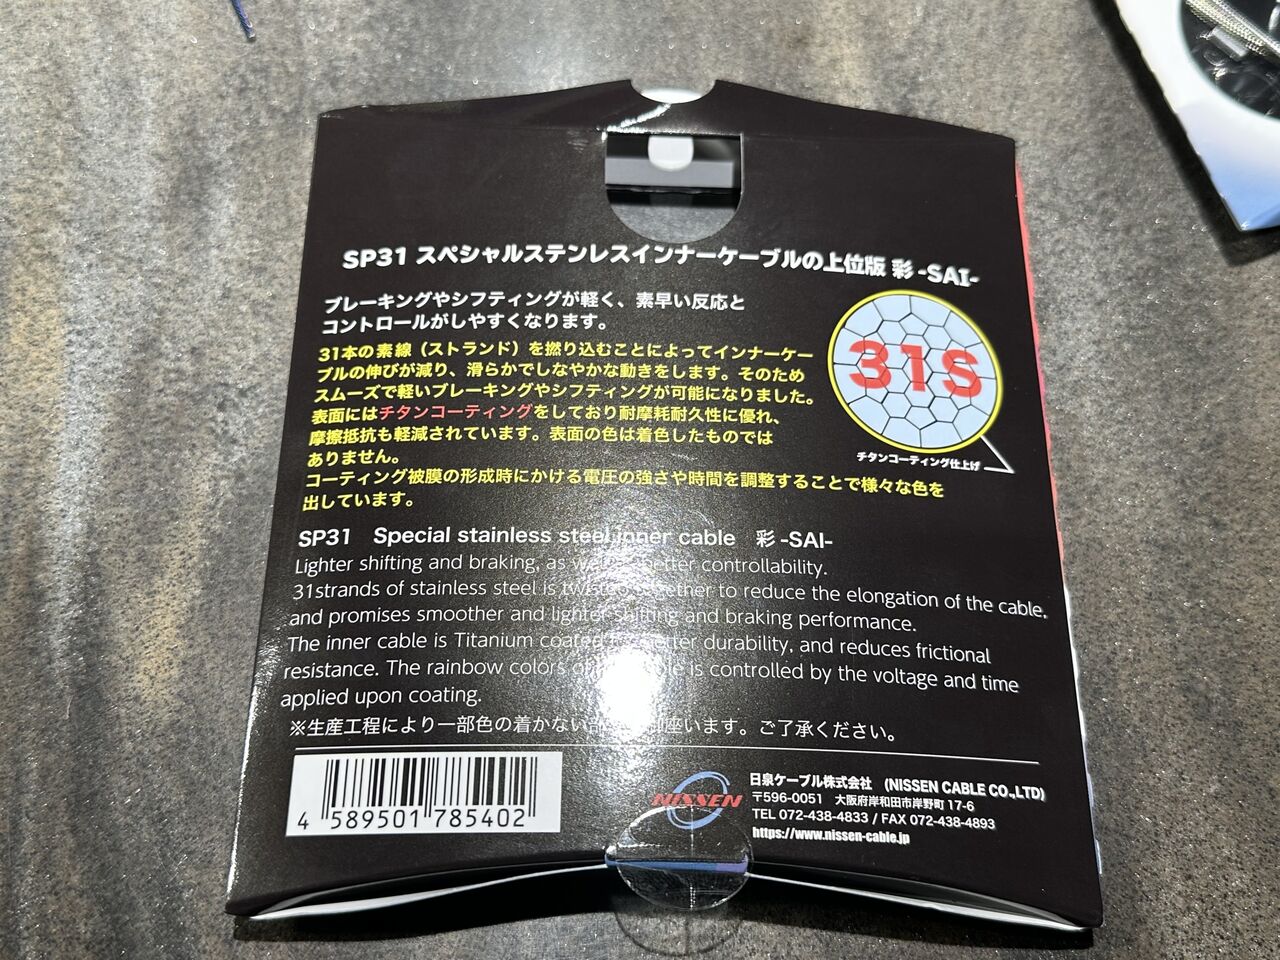 SP31 スペシャルステンレスインナーケーブルの上位版 彩 -SAI-
ブレーキングやシフティングが軽く、素早い反応と
コントロールがしやすくなります。
31本の素線（ストランド）を撚り込むことによってインナーケー
ブルの伸びが減り、滑らかでしなやかな動きをします。そのため
スムーズで軽いブレーキングやシフティングが可能になりました。
表面にはチタンコーティングをしており耐摩耗耐久性に優れ、
摩擦抵抗も軽減されています。表面の色は着色したものでは
ありません。
コーティング被膜の形成時にかける電圧の強さや時間を調整することで様々な色を
出しています。
31S
チタンコーティング仕上げ
SP31 Special stainless steel inner cable 彩 -SAI-
Lighter shifting and braking, as well as better controllability.
31strands of stainless steel is twisted together to reduce the elongation of the cable,
and promises smoother and lighter shifting and braking performance.
The inner cable is Titanium coated for better durability, and reduces frictional
resistance. The rainbow colors of is controlled by the voltage and time
applied upon coating.
※生産工程により一部色の着かない座います。ご了承ください。
4 589501 785402
NISSEN
日泉ケーブル株式会社 (NISSEN CABLE CO.,LTD)
〒596-0051 大阪府岸和田市岸野町 17-6
TEL 072-438-4833 / FAX 072-438-4893
https://www.nissen-cable.jp